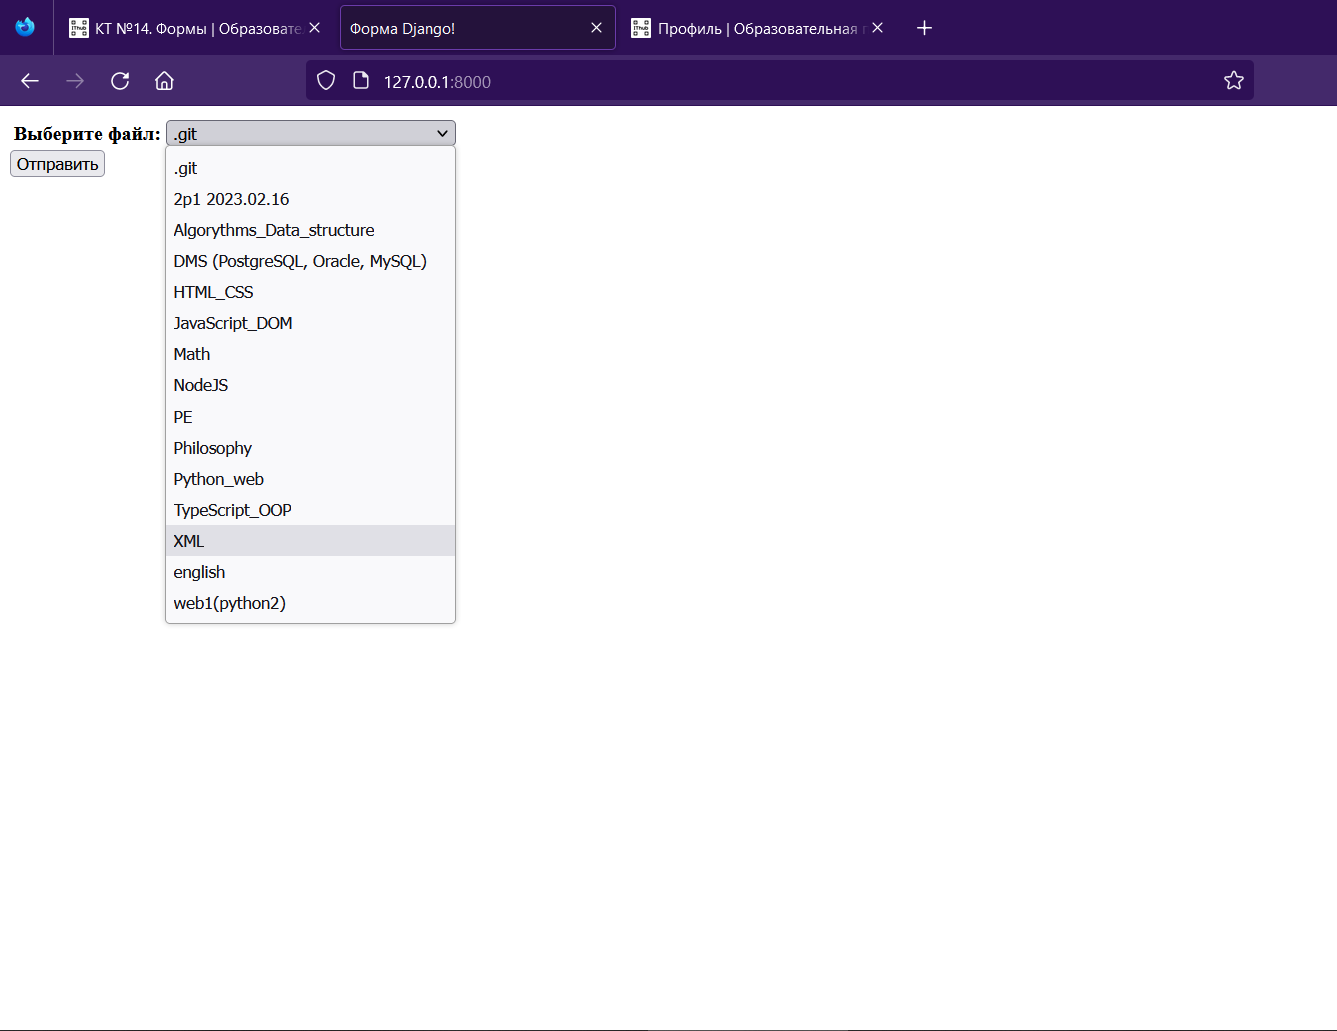 КТ №14. Формы | Образовате
Форма Django!
Профиль | Образовательная
127.0.0.1:8000
Выберите файл:
.git
Отправить
.git
2p1 2023.02.16
Algorythms_Data_structure
DMS (PostgreSQL, Oracle, MySQL)
HTML_CSS
JavaScript_DOM
Math
NodeJS
PE
Philosophy
Python_web
TypeScript_OOP
XML
english
web1(python2)